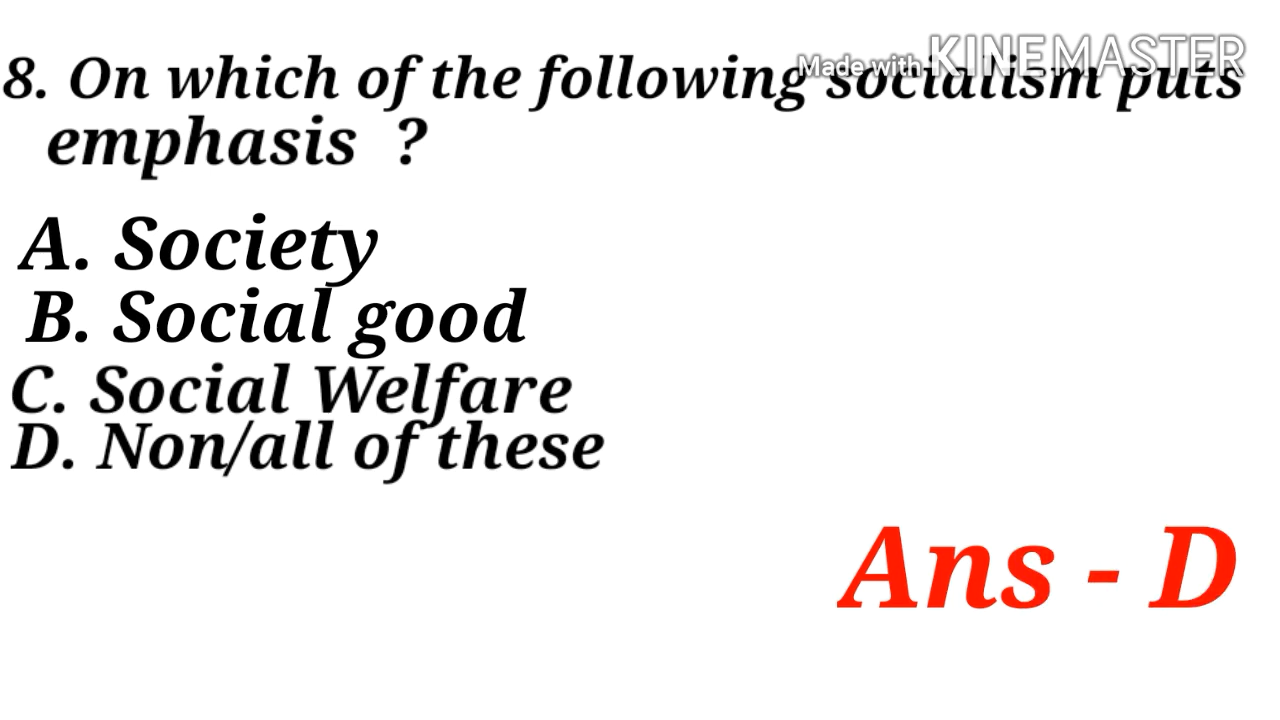 Made with KINEMASTER
8. On which of the following socialism puts
emphasis ?
A. Society
B. Social good
C. Social Welfare
D. Non/all of these
Ans - D